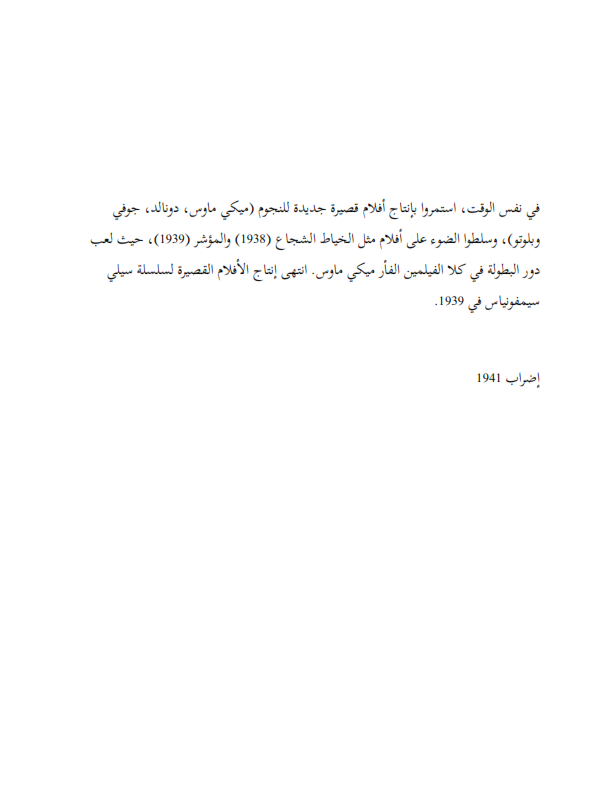 في نفس الوقت، استمروا بإنتاج أفلام قصيرة جديدة للنجوم (ميكي ماوس، دونالد، جوفي
وبلوتو)، وسلطوا الضوء على أفلام مثل الخياط الشجاع (1938) والمؤشر (1939)، حيث لعب
دور البطولة في كلا الفيلمين الفأر ميكي ماوس. انتهى إنتاج الأفلام القصيرة لسلسلة سيلي
سيمفونياس في 1939.
إضراب 1941